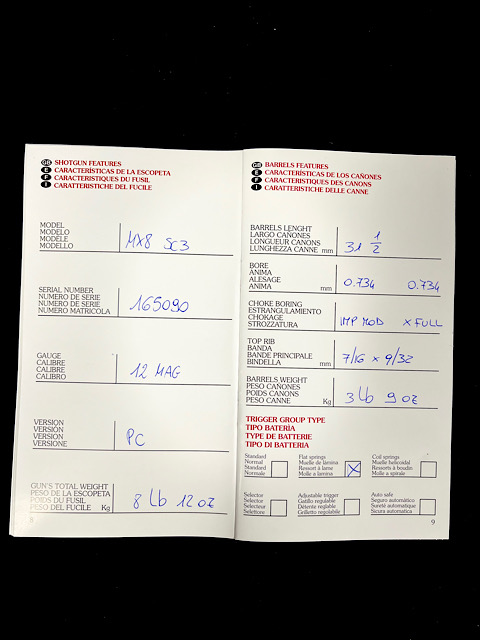 GB SHOTGUN FEATURES
E CARACTERÍSTICAS DE LA ESCOPETA
F CARACTERISTIQUES DU FUSIL
I CARATTERISTICHE DEL FUCILE
MODEL
MODELO
MODÈLE
MODELLO
MX8 SC3
SERIAL NUMBER
NUMERO DE SERIE
NUMERO DE SERIE
NUMERO MATRICOLA
165090
GAUGE
CALIBRE
CALIBRE
CALIBRO
12 MAG
VERSION
VERSIÓN
VERSION
VERSIONE
PC
GUN'S TOTAL WEIGHT
PESO DE LA ESCOPETA
POIDS DU FUSIL
PESO DEL FUCILE Kg
8 Lb 12 oz
8
GB BARRELS FEATURES
E CARACTERÍSTICAS DE LOS CAÑONES
F CARACTERISTIQUES DES CANONS
I CARATTERISTICHE DELLE CANNE
BARRELS LENGHT
LARGO CAÑONES
LONGUEUR CANONS
LUNGHEZZA CANNE mm
31 1/2
BORE
ANIMA
ALESAGE
ANIMA mm
0.734 0.734
CHOKE BORING
ESTRANGULAMIENTO
CHOKAGE
STROZZATURA
IMP MOD X FULL
TOP RIB
BANDA
BANDE PRINCIPALE
BINDELLA mm
7/16 x 9/32
BARRELS WEIGHT
PESO CAÑONES
POIDS CANONS
PESO CANNE Kg
3 Lb 9 oz
TRIGGER GROUP TYPE
TIPO BATERÍA
TYPE DE BATTERIE
TIPO DI BATTERIA
Standard
Normal
Standard
Normale
Flat springs
Muelle de lamina
Ressort à lame
Molle a lamina
X
Coil springs
Muelle helicoidal
Ressorts à boudin
Molle a spirale
Selector
Selector
Selecteur
Selettore
Adjustable trigger
Gatillo regulable
Détente reglable
Grilletto regolabile
Auto safe
Seguro automático
Sureté automatique
Sicura automatica
9